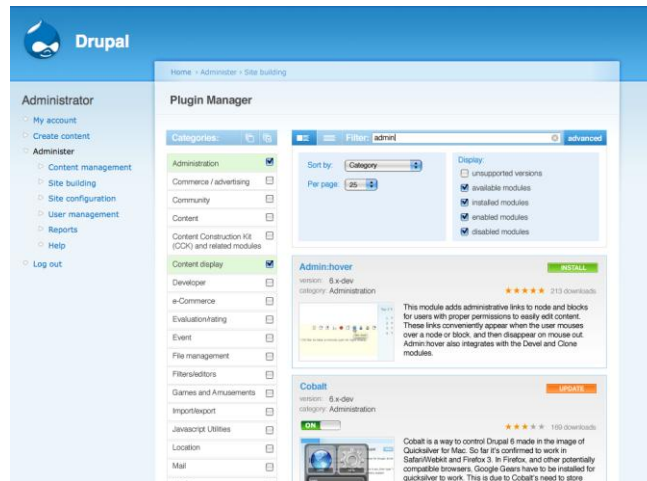 Drupal
Home › Administer › Site building
Administrator
My account
Create content
Administer
Content management
Site building
Site configuration
User management
Reports
Help
Log out
Plugin Manager
Categories:
Administration
Commerce / advertising
Community
Content
Content Construction Kit
(CCK) and related modules
Content display
Developer
e-Commerce
Evaluation/rating
Event
File management
Filters/editors
Games and Amusements
Import/export
Javascript Utilities
Location
Mail
Filter: admin advanced
Sort by: Category
Per page: 25
Display:
unsupported versions
available modules
installed modules
enabled modules
disabled modules
Admin:hover INSTALL
version: 6.x-dev
category: Administration
213 downloads
This module adds administrative links to node and blocks
for users with proper permissions to easily edit content.
These links conveniently appear when the user mouses
over a node or block, and then disappear on mouse out.
Admin:hover also integrates with the Devel and Clone
modules.
Cobalt UPDATE
version: 6.x-dev
category: Administration
ON
169 downloads
Cobalt is a way to control Drupal 6 made in the image of
Quicksilver for Mac. So far it's confirmed to work in
Safari/Webkit and Firefox 3. In Firefox, and other potentially
compatible browsers, Google Gears have to be installed for
quicksilver to work. This is due to Cobalt's need to store